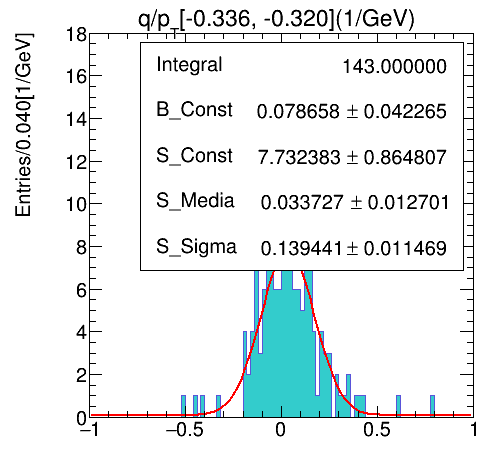 q/p_T[-0.336, -0.320](1/GeV)
Entries/0.040[1/GeV]
Integral 143.000000
B_Const 0.078658 ± 0.042265
S_Const 7.732383 ± 0.864807
S_Media 0.033727 ± 0.012701
S_Sigma 0.139441 ± 0.011469
18
16
14
12
10
8
6
4
2
0
−1 −0.5 0 0.5 1